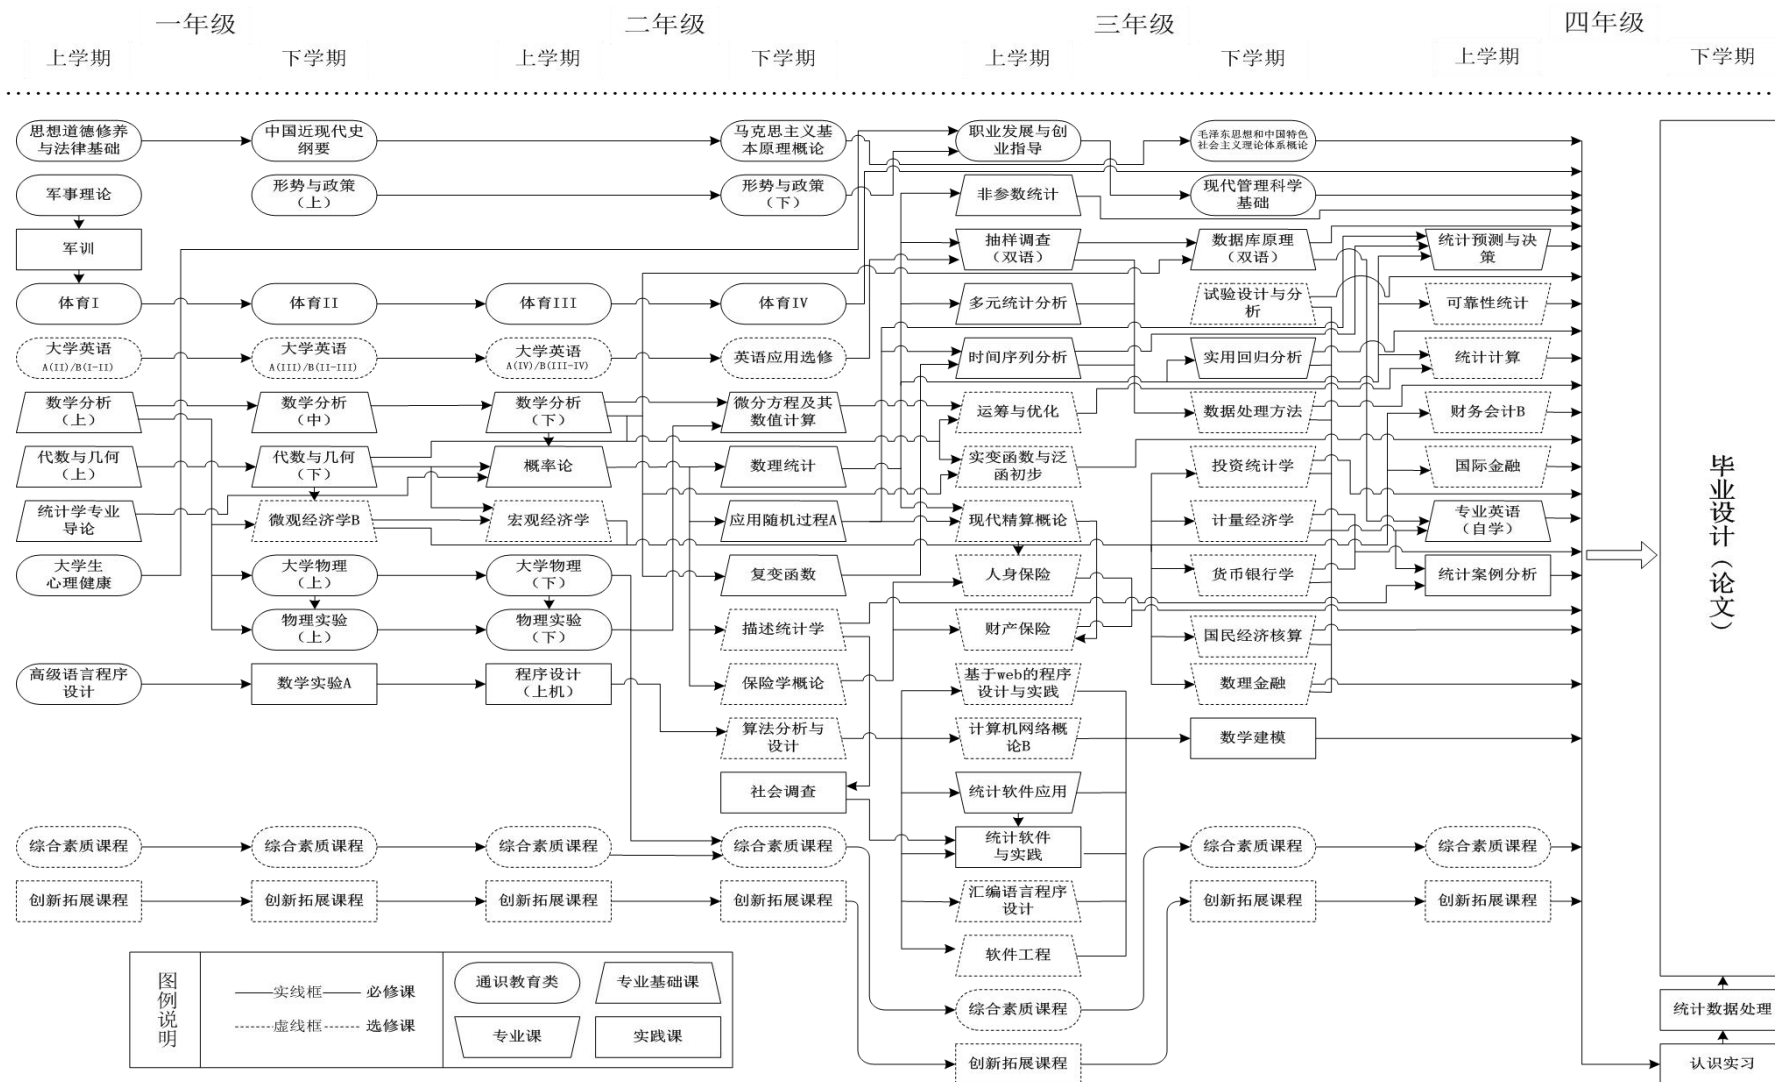 一年级
二年级
三年级
四年级
上学期
下学期
上学期
下学期
上学期
下学期
上学期
下学期
思想道德修养
与法律基础
中国近现代史
纲要
马克思主义基
本原理概论
职业发展与创
业指导
毛泽东思想和中国特色
社会主义理论体系概论
军事理论
形势与政策
(上)
形势与政策
(下)
非参数统计
现代管理科学
基础
军训
抽样调查
(双语)
数据库原理
(双语)
统计预测与决
策
体育I
体育II
体育III
体育IV
多元统计分析
试验设计与分
析
可靠性统计
大学英语
A(II)/B(I-II)
大学英语
A(III)/B(II-III)
大学英语
A(IV)/B(III-IV)
英语应用选修
时间序列分析
实用回归分析
统计计算
数学分析
(上)
数学分析
(中)
数学分析
(下)
微分方程及其
数值计算
运筹与优化
数据处理方法
财务会计B
代数与几何
(上)
代数与几何
(下)
概率论
数理统计
实变函数与泛
函初步
投资统计学
国际金融
统计学专业
导论
微观经济学B
宏观经济学
应用随机过程A
现代精算概论
计量经济学
专业英语
(自学)
大学生
心理健康
大学物理
(上)
大学物理
(下)
复变函数
人身保险
货币银行学
统计案例分析
物理实验
(上)
物理实验
(下)
描述统计学
财产保险
国民经济核算
高级语言程序
设计
数学实验A
程序设计
(上机)
保险学概论
基于web的程序
设计与实践
数理金融
算法分析与
设计
计算机网络概
论B
数学建模
社会调查
统计软件应用
综合素质课程
综合素质课程
综合素质课程
综合素质课程
统计软件
与实践
综合素质课程
综合素质课程
创新拓展课程
创新拓展课程
创新拓展课程
创新拓展课程
汇编语言程序
设计
创新拓展课程
创新拓展课程
软件工程
综合素质课程
创新拓展课程
毕业设计(论文)
统计数据处理
认识实习
图例说明
实线框
必修课
虚线框
选修课
通识教育类
专业基础课
专业课
实践课